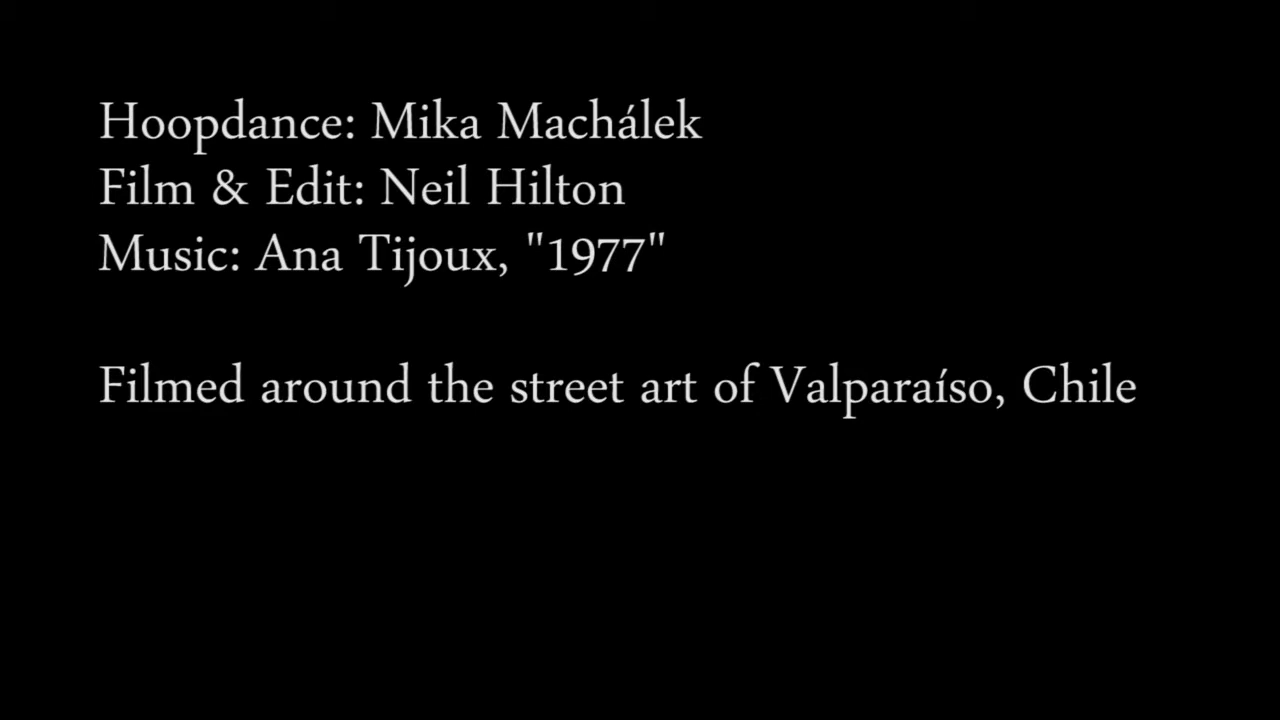 Hoopdance: Mika Machálek
Film & Edit: Neil Hilton
Music: Ana Tijoux, "1977"
Filmed around the street art of Valparaíso, Chile